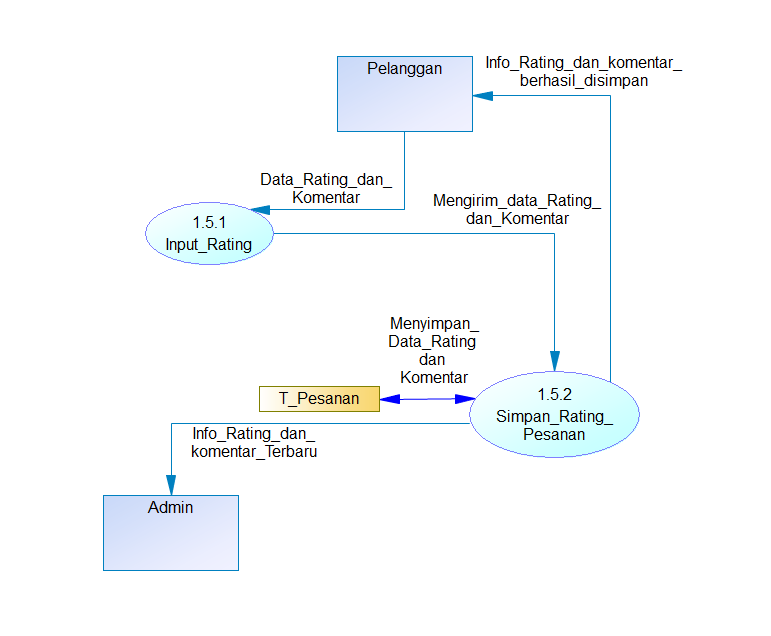 Pelanggan
Info_Rating_dan_komentar_
berhasil_disimpan
Data_Rating_dan_
Komentar
Mengirim_data_Rating_
dan_Komentar
1.5.1
Input_Rating
Menyimpan_
Data_Rating
dan
Komentar
T_Pesanan
1.5.2
Simpan_Rating_
Pesanan
Info_Rating_dan_
komentar_Terbaru
Admin